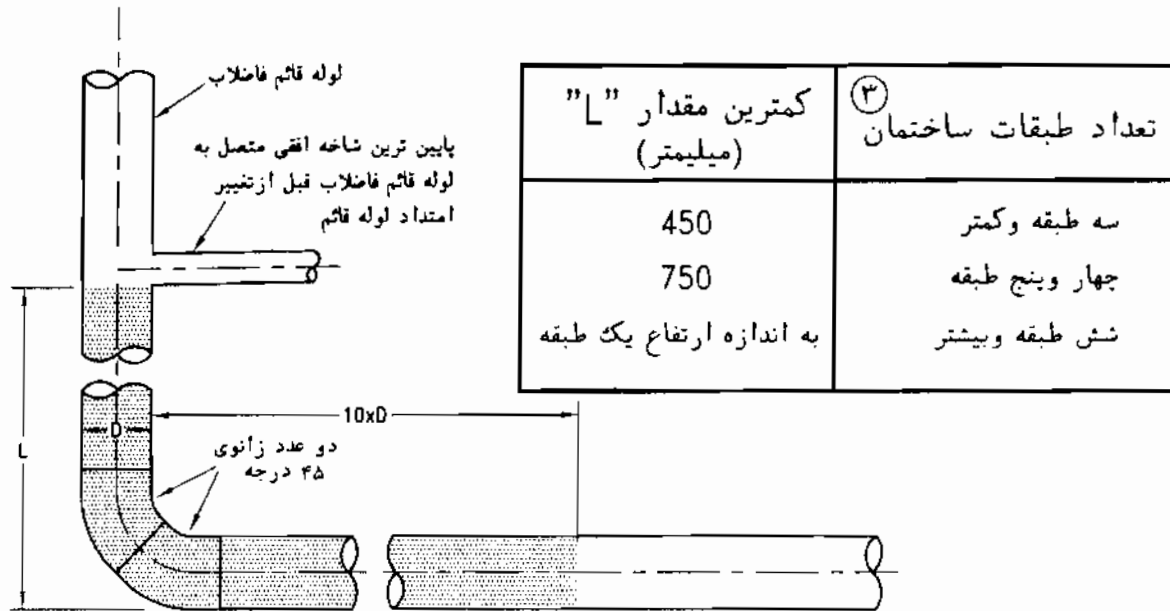 لوله قائم فاضلاب
پایین ترین شاخه افقی متصل به
لوله قائم فاضلاب قبل ازتغییر
امتداد لوله قائم
۳
تعداد طبقات ساختمان
کمترین مقدار "L"
(میلیمتر)
سه طبقه وکمتر
450
چهار وپنج طبقه
750
شش طبقه وبیشتر
به اندازه ارتفاع یک طبقه
10xD
D
L
دو عدد زانوی
۴۵ درجه